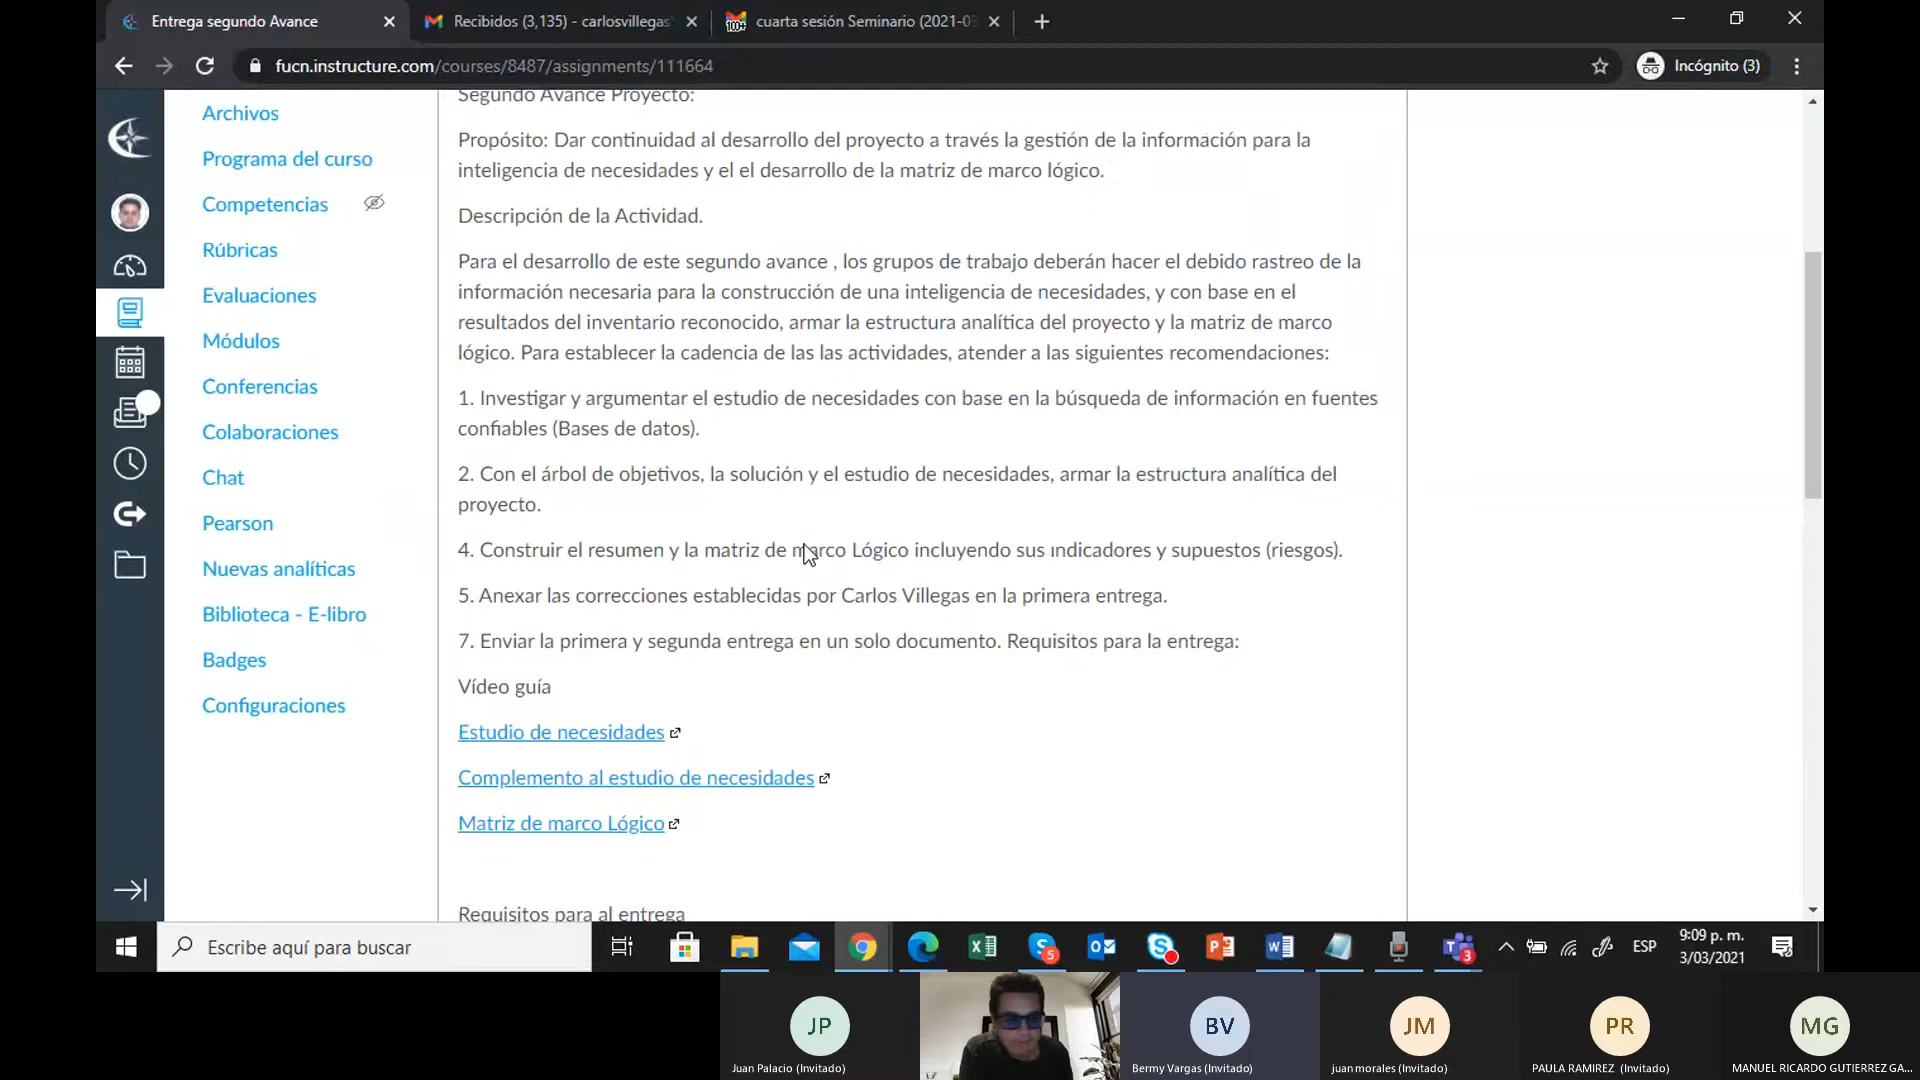 Entrega segundo Avance
Recibidos (3,135) - carlosvillegas
cuarta sesión Seminario (2021-03
fucn.instructure.com/courses/8487/assignments/111664
Incógnito (3)
Archivos
Programa del curso
Competencias
Rúbricas
Evaluaciones
Módulos
Conferencias
Colaboraciones
Chat
Pearson
Nuevas analíticas
Biblioteca - E-libro
Badges
Configuraciones
Segundo Avance Proyecto:
Propósito: Dar continuidad al desarrollo del proyecto a través la gestión de la información para la
inteligencia de necesidades y el el desarrollo de la matriz de marco lógico.
Descripción de la Actividad.
Para el desarrollo de este segundo avance , los grupos de trabajo deberán hacer el debido rastreo de la
información necesaria para la construcción de una inteligencia de necesidades, y con base en el
resultados del inventario reconocido, armar la estructura analítica del proyecto y la matriz de marco
lógico. Para establecer la cadencia de las las actividades, atender a las siguientes recomendaciones:
1. Investigar y argumentar el estudio de necesidades con base en la búsqueda de información en fuentes
confiables (Bases de datos).
2. Con el árbol de objetivos, la solución y el estudio de necesidades, armar la estructura analítica del
proyecto.
4. Construir el resumen y la matriz de marco Lógico incluyendo sus indicadores y supuestos (riesgos).
5. Anexar las correcciones establecidas por Carlos Villegas en la primera entrega.
7. Enviar la primera y segunda entrega en un solo documento. Requisitos para la entrega:
Vídeo guía
Estudio de necesidades
Complemento al estudio de necesidades
Matriz de marco Lógico
Requisitos para al entrega
Escribe aquí para buscar
5
3
ESP
9:09 p. m.
3/03/2021
JP
Juan Palacio (Invitado)
BV
Bermy Vargas (Invitado)
JM
juan morales (Invitado)
PR
PAULA RAMIREZ (Invitado)
MG
MANUEL RICARDO GUTIERREZ GA...